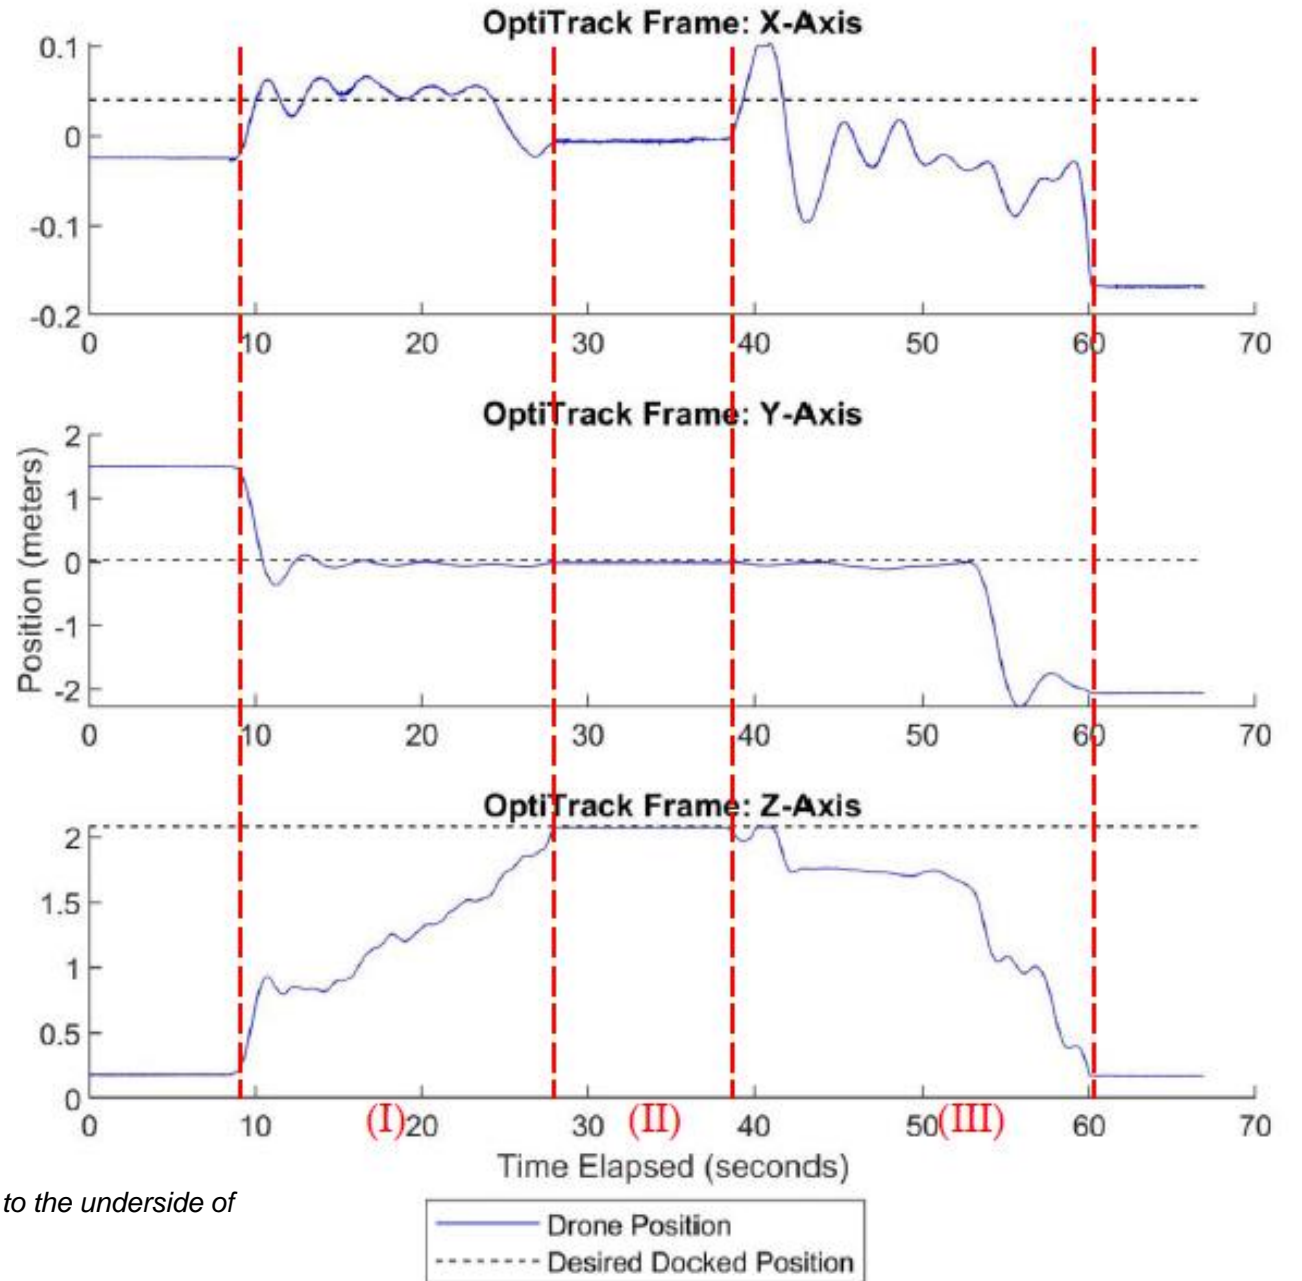 OptiTrack Frame: X-Axis
0.1
0
-0.1
-0.2
0 10 20 30 40 50 60 70
OptiTrack Frame: Y-Axis
Position (meters)
2
1
0
-1
-2
0 10 20 30 40 50 60 70
OptiTrack Frame: Z-Axis
2
1.5
1
0.5
0
0 10 (I) 20 30 (II) 40 50 (III) 60 70
Time Elapsed (seconds)
to the underside of
Drone Position
Desired Docked Position